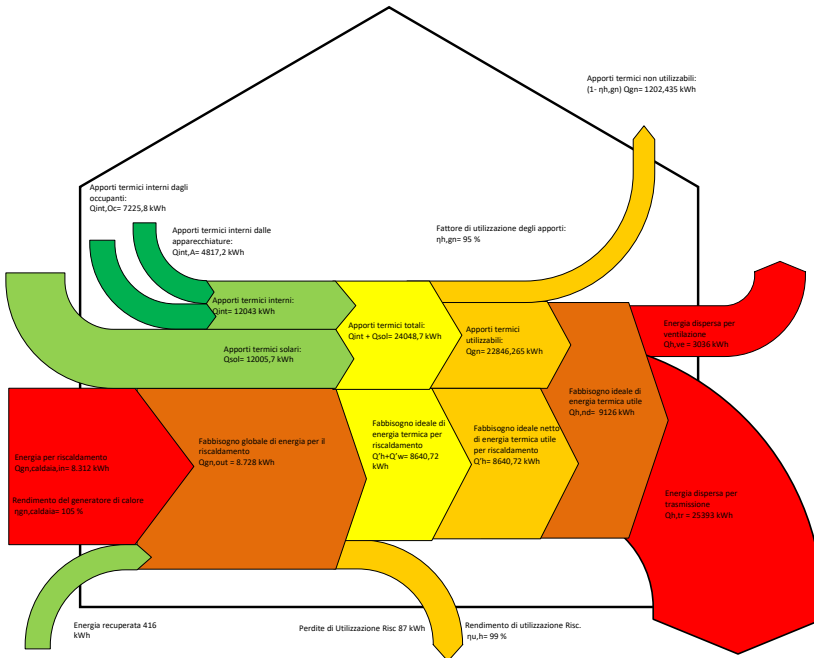 Apporti termici non utilizzabili:
(1- ηh,gn) Qgn= 1202,435 kWh
Apporti termici interni dagli
occupanti:
Qint,Oc= 7225,8 kWh
Apporti termici interni dalle
apparecchiature:
Qint,A= 4817,2 kWh
Fattore di utilizzazione degli apporti:
ηh,gn= 95 %
Apporti termici interni:
Qint= 12043 kWh
Apporti termici solari:
Qsol= 12005,7 kWh
Apporti termici totali:
Qint + Qsol= 24048,7 kWh
Apporti termici
utilizzabili:
Qgn= 22846,265 kWh
Energia dispersa per
ventilazione
Qh,ve = 3036 kWh
Fabbisogno ideale di
energia termica utile
Qh,nd= 9126 kWh
Energia per riscaldamento
Qgn,caldaia,in= 8.312 kWh
Rendimento del generatore di calore
ηgn,caldaia= 105 %
Fabbisogno globale di energia per il
riscaldamento
Qgn,out = 8.728 kWh
Fabbisogno ideale di
energia termica per
riscaldamento
Q'h+Q'w= 8640,72
kWh
Fabbisogno ideale netto
di energia termica utile
per riscaldamento
Q'h= 8640,72 kWh
Energia dispersa per
trasmissione
Qh,tr = 25393 kWh
Energia recuperata 416
kWh
Perdite di Utilizzazione Risc 87 kWh
Rendimento di utilizzazione Risc.
ηu,h= 99 %